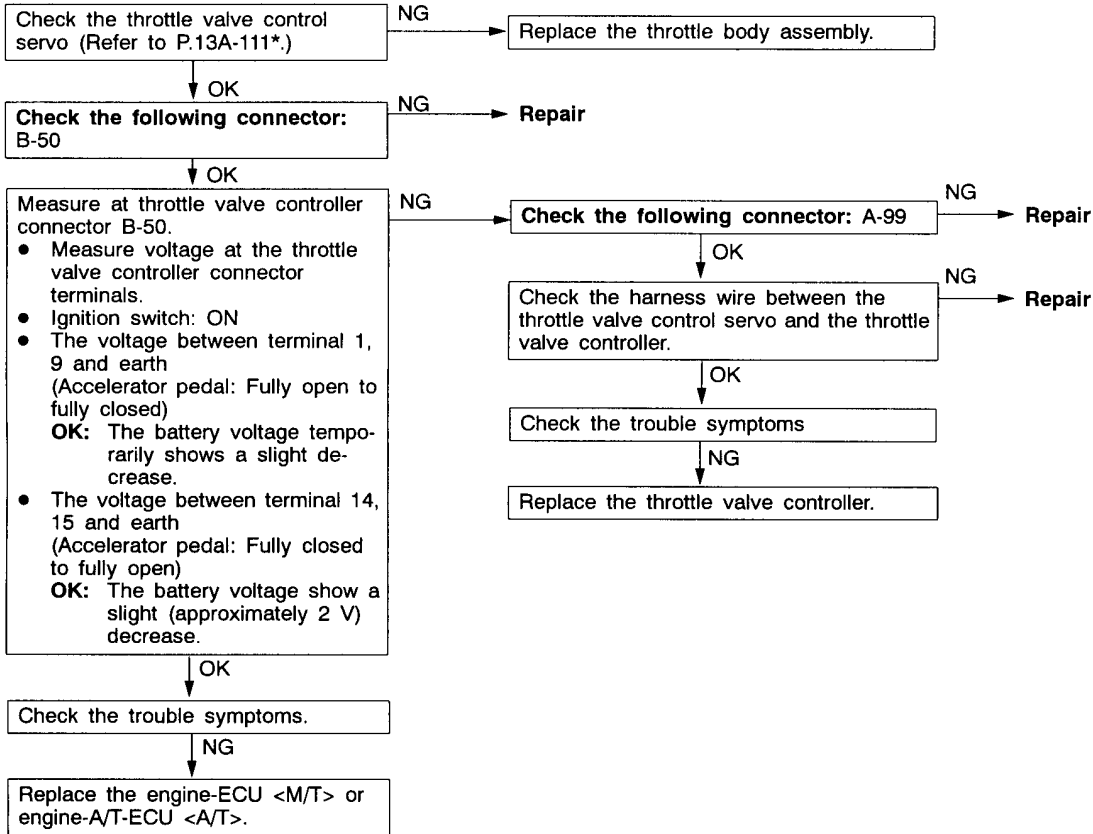 Check the throttle valve control
servo (Refer to P.13A-111*.)
NG
Replace the throttle body assembly.
OK
Check the following connector:
B-50
NG
Repair
OK
Measure at throttle valve controller
connector B-50.
● Measure voltage at the throttle
valve controller connector
terminals.
● Ignition switch: ON
● The voltage between terminal 1,
9 and earth
(Accelerator pedal: Fully open to
fully closed)
OK: The battery voltage tempo-
rarily shows a slight de-
crease.
● The voltage between terminal 14,
15 and earth
(Accelerator pedal: Fully closed
to fully open)
OK: The battery voltage show a
slight (approximately 2 V)
decrease.
NG
Check the following connector: A-99
NG
Repair
OK
Check the harness wire between the
throttle valve control servo and the throttle
valve controller.
NG
Repair
OK
Check the trouble symptoms
NG
Replace the throttle valve controller.
OK
Check the trouble symptoms.
NG
Replace the engine-ECU <M/T> or
engine-A/T-ECU <A/T>.